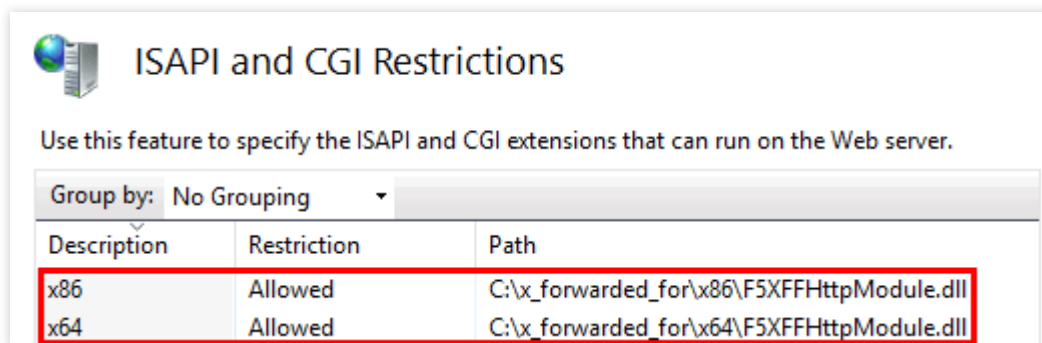 ISAPI and CGI Restrictions
Use this feature to specify the ISAPI and CGI extensions that can run on the Web server.
Group by: No Grouping
Description Restriction Path
x86 Allowed C:\x_forwarded_for\x86\F5XFFHttpModule.dll
x64 Allowed C:\x_forwarded_for\x64\F5XFFHttpModule.dll